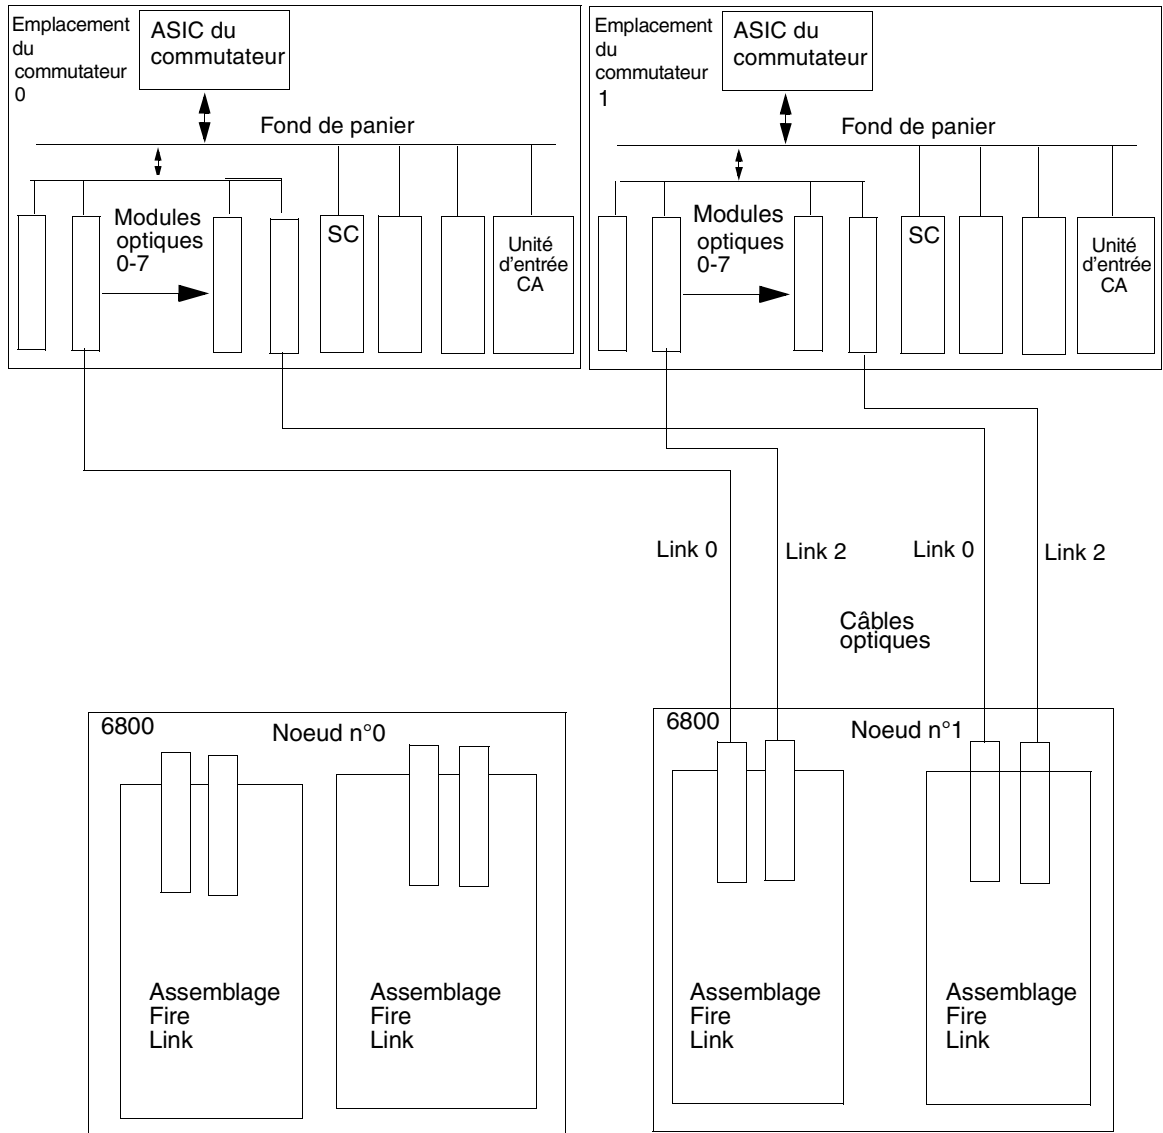 Emplacement
du
commutateur
0
ASIC du
commutateur
Fond de panier
Modules
optiques
0-7
SC
Unité
d'entrée
CA
Emplacement
du
commutateur
1
ASIC du
commutateur
Fond de panier
Modules
optiques
0-7
SC
Unité
d'entrée
CA
Link 0
Link 2
Link 0
Link 2
Câbles
optiques
6800
Noeud n°0
Assemblage
Fire
Link
Assemblage
Fire
Link
6800
Noeud n°1
Assemblage
Fire
Link
Assemblage
Fire
Link